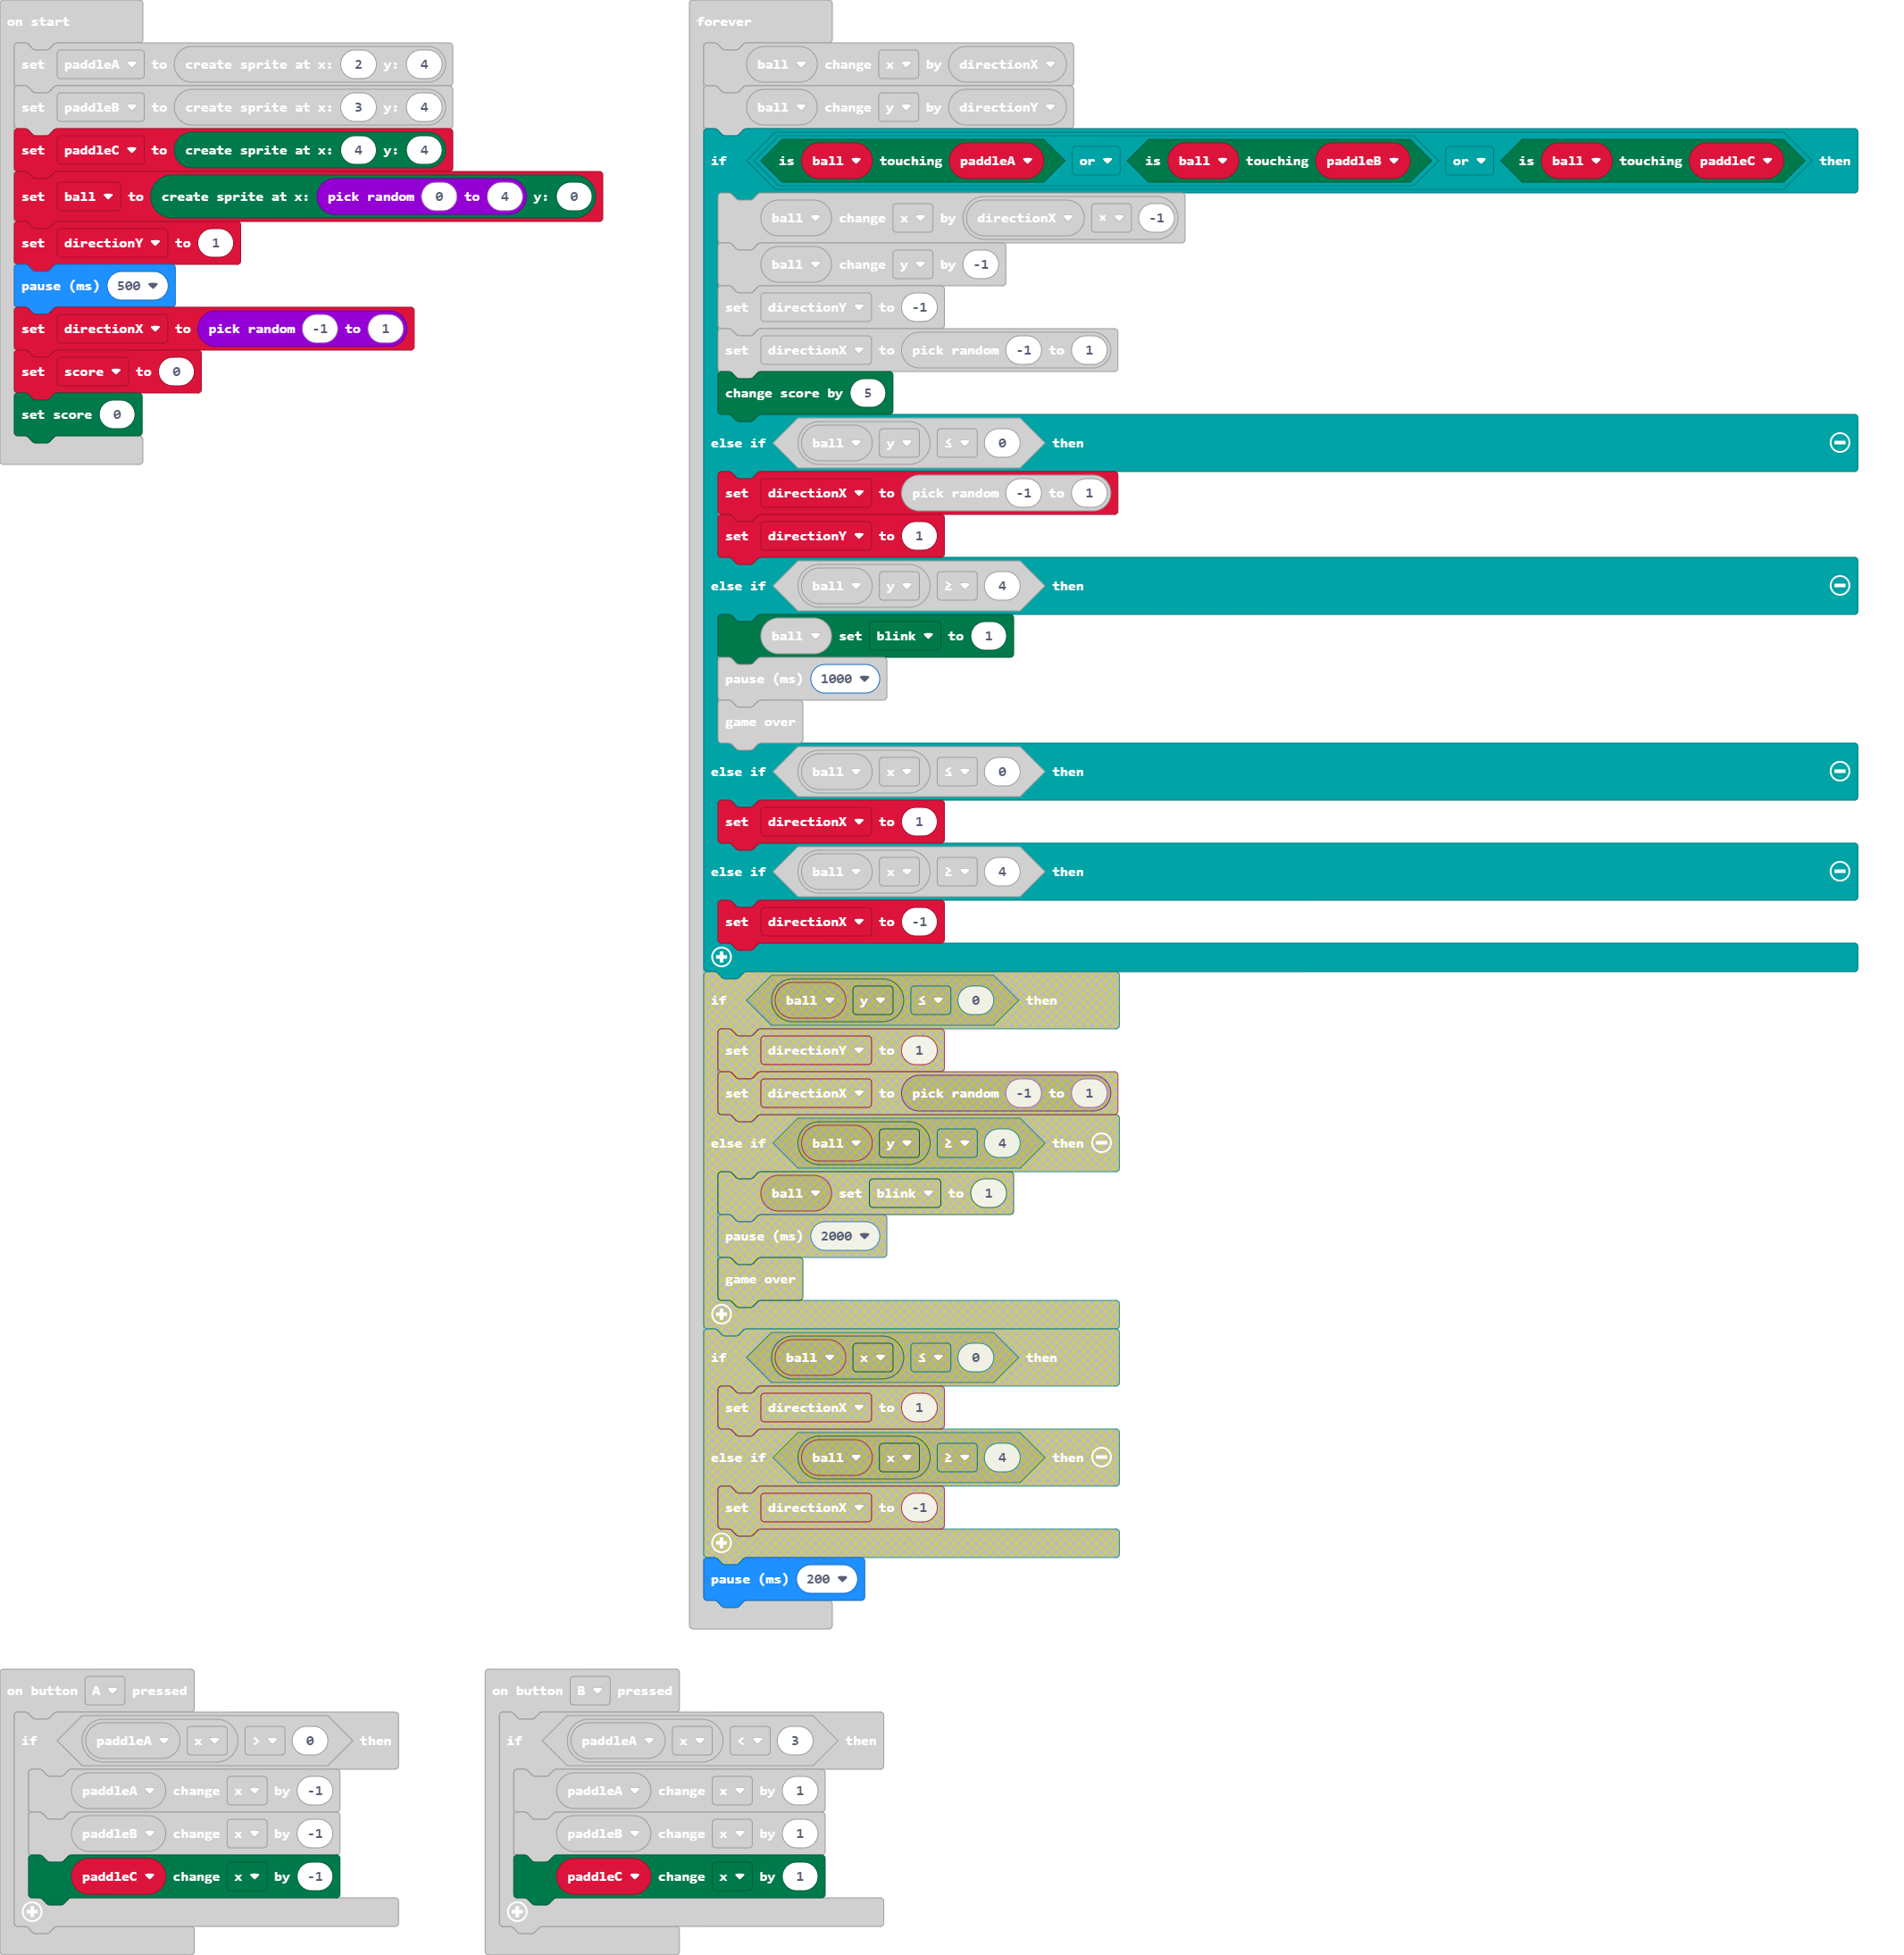 on start
set paddleA to create sprite at x: 2 y: 4
set paddleB to create sprite at x: 3 y: 4
set paddleC to create sprite at x: 4 y: 4
set ball to create sprite at x: pick random 0 to 4 y: 0
set directionY to 1
pause (ms) 500
set directionX to pick random -1 to 1
set score to 0
set score 0
forever
ball change x by directionX
ball change y by directionY
if is ball touching paddleA or is ball touching paddleB or is ball touching paddleC then
ball change x by directionX × -1
ball change y by -1
set directionY to -1
set directionX to pick random -1 to 1
change score by 5
else if ball y ≤ 0 then
set directionX to pick random -1 to 1
set directionY to 1
else if ball y ≥ 4 then
ball set blink to 1
pause (ms) 1000
game over
else if ball x ≤ 0 then
set directionX to 1
else if ball x ≥ 4 then
set directionX to -1
if ball y ≤ 0 then
set directionY to 1
set directionX to pick random -1 to 1
else if ball y ≥ 4 then
ball set blink to 1
pause (ms) 2000
game over
if ball x ≤ 0 then
set directionX to 1
else if ball x ≥ 4 then
set directionX to -1
pause (ms) 200
on button A pressed
if paddleA x > 0 then
paddleA change x by -1
paddleB change x by -1
paddleC change x by -1
on button B pressed
if paddleA x < 3 then
paddleA change x by 1
paddleB change x by 1
paddleC change x by 1